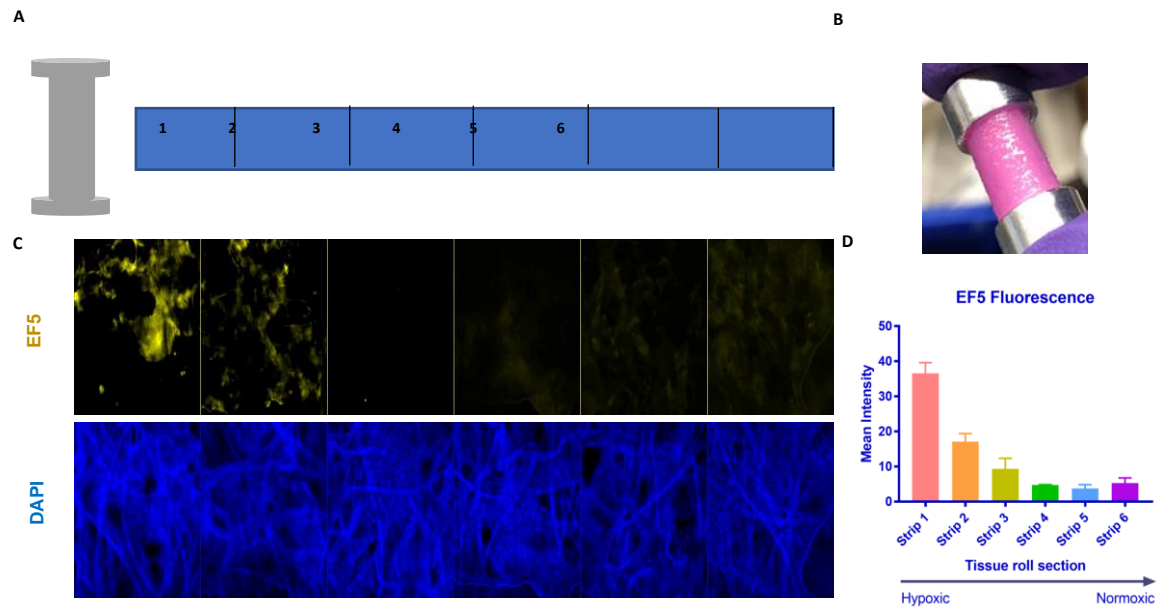 A
B
1 2 3 4 5 6
C
D
EF5
DAPI
EF5 Fluorescence
Mean Intensity
50
40
30
20
10
0
Strip 1 Strip 2 Strip 3 Strip 4 Strip 5 Strip 6
Tissue roll section
Hypoxic Normoxic